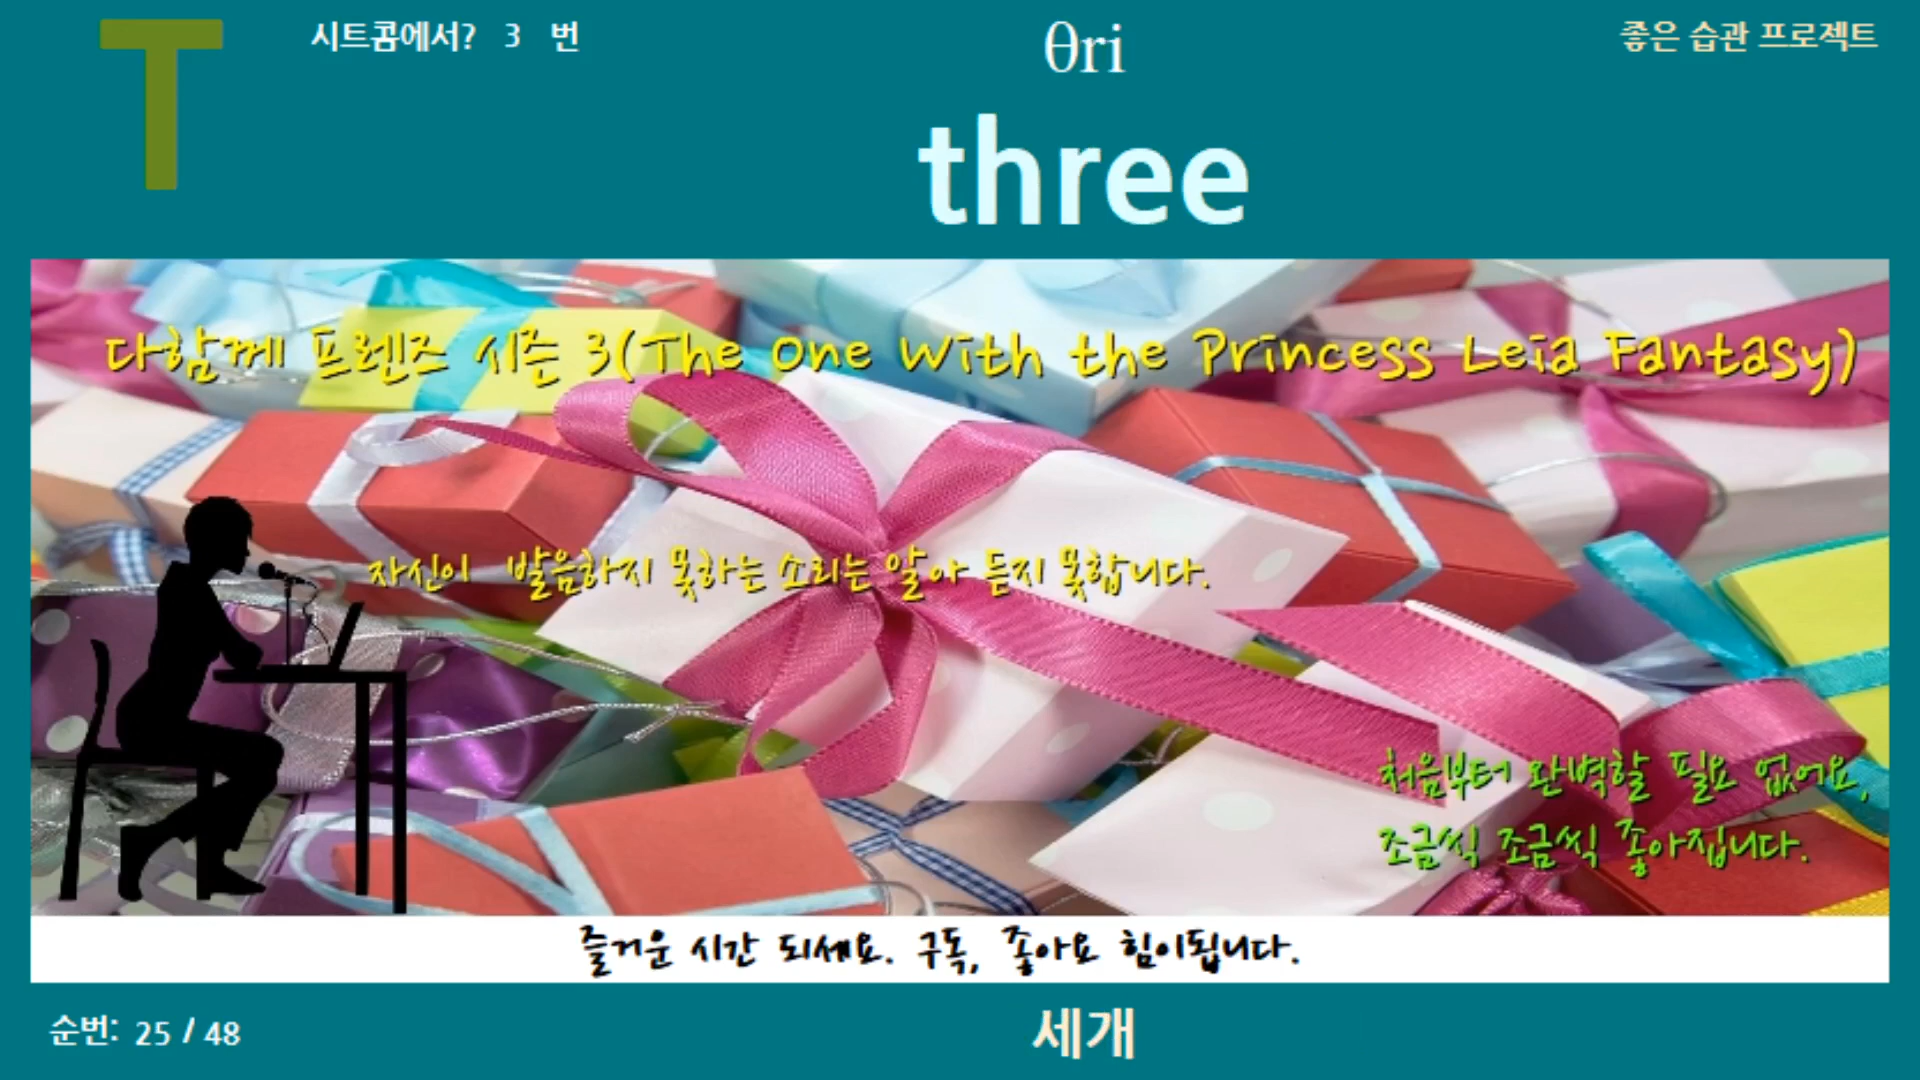 T
시트콤에서? 3 번
θri
좋은 습관 프로젝트
three
다함께 프렌즈 시즌 3(The One With the Princess Leia Fantasy)
자신이 발음하지 못하는 소리는 알아 듣지 못합니다.
처음부터 완벽할 필요 없어요,
조금씩 조금씩 좋아집니다.
즐거운 시간 되세요. 구독, 좋아요 힘이됩니다.
순번: 25 / 48
세개